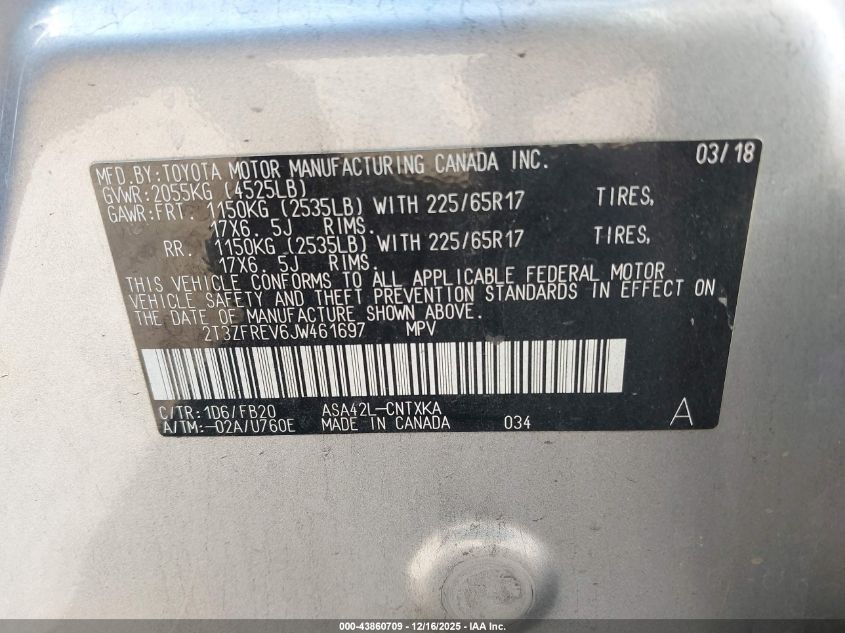 MFD.BY:TOYOTA MOTOR MANUFACTURING CANADA INC. 03/18
GVWR:2055KG (4525LB)
GAWR:FRT. 1150KG (2535LB) WITH 225/65R17 TIRES,
17X6.5J RIMS.
RR. 1150KG (2535LB) WITH 225/65R17 TIRES,
17X6.5J RIMS.
THIS VEHICLE CONFORMS TO ALL APPLICABLE FEDERAL MOTOR
VEHICLE SAFETY AND THEFT PREVENTION STANDARDS IN EFFECT ON
THE DATE OF MANUFACTURE SHOWN ABOVE.
2T3ZFREV6JW461697 MPV
C/TR:1D6/FB20 ASA42L-CNTXKA
A/TM:-02A/U760E MADE IN CANADA 034 A
000-43860709 - 12/16/2025 - IAA Inc.